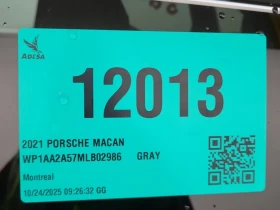 ADESA
12013
2021 PORSCHE MACAN
WP1AA2A57MLB02986 GRAY
Montreal
10/24/2025 09:26:32 GG